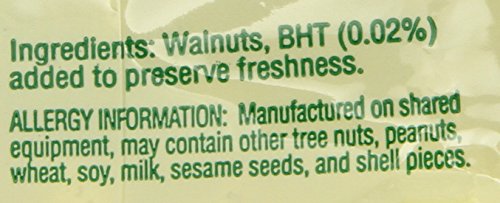 Ingredients: Walnuts, BHT (0.02%)
added to preserve freshness.
ALLERGY INFORMATION: Manufactured on shared
equipment, may contain other tree nuts, peanuts,
wheat, soy, milk, sesame seeds, and shell pieces.